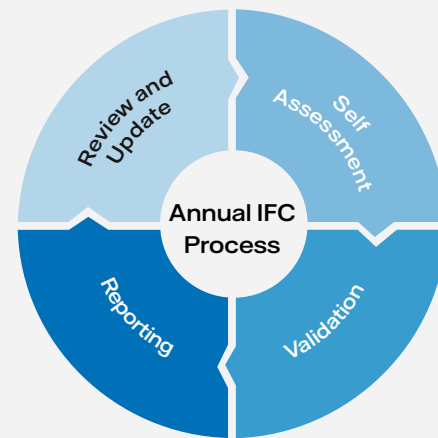 Review and
Update
Self
Assessment
Annual IFC
Process
Reporting
Validation